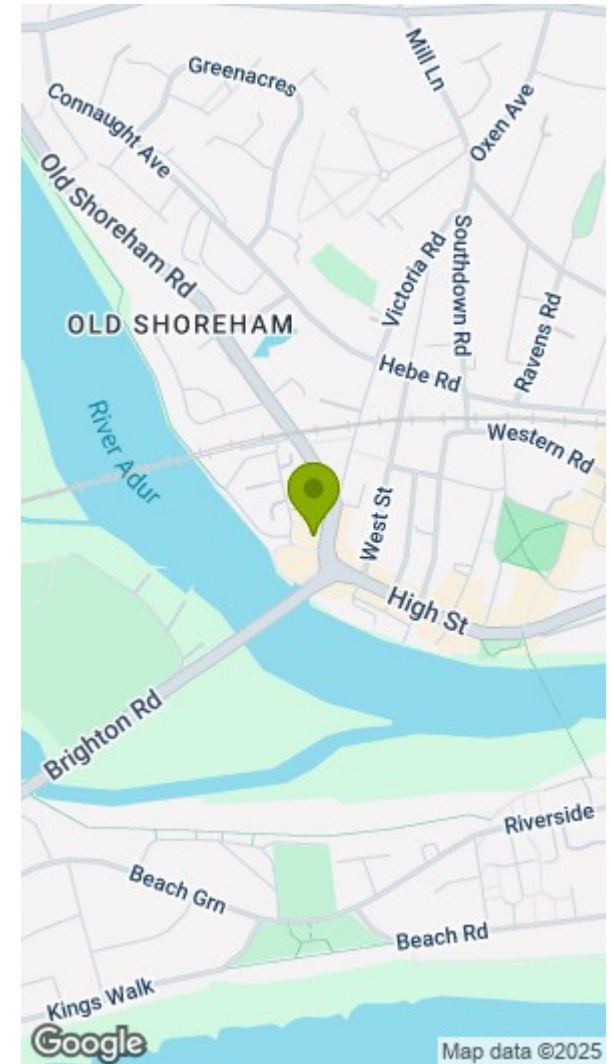 Mill Ln
Greenacres
Oxen Ave
Connaught Ave
Old Shoreham Rd
Victoria Rd
Southdown Rd
Ravens Rd
OLD SHOREHAM
Hebe Rd
River Adur
Western Rd
West St
High St
Brighton Rd
Riverside
Beach Grn
Beach Rd
Kings Walk
Google
Map data ©2025